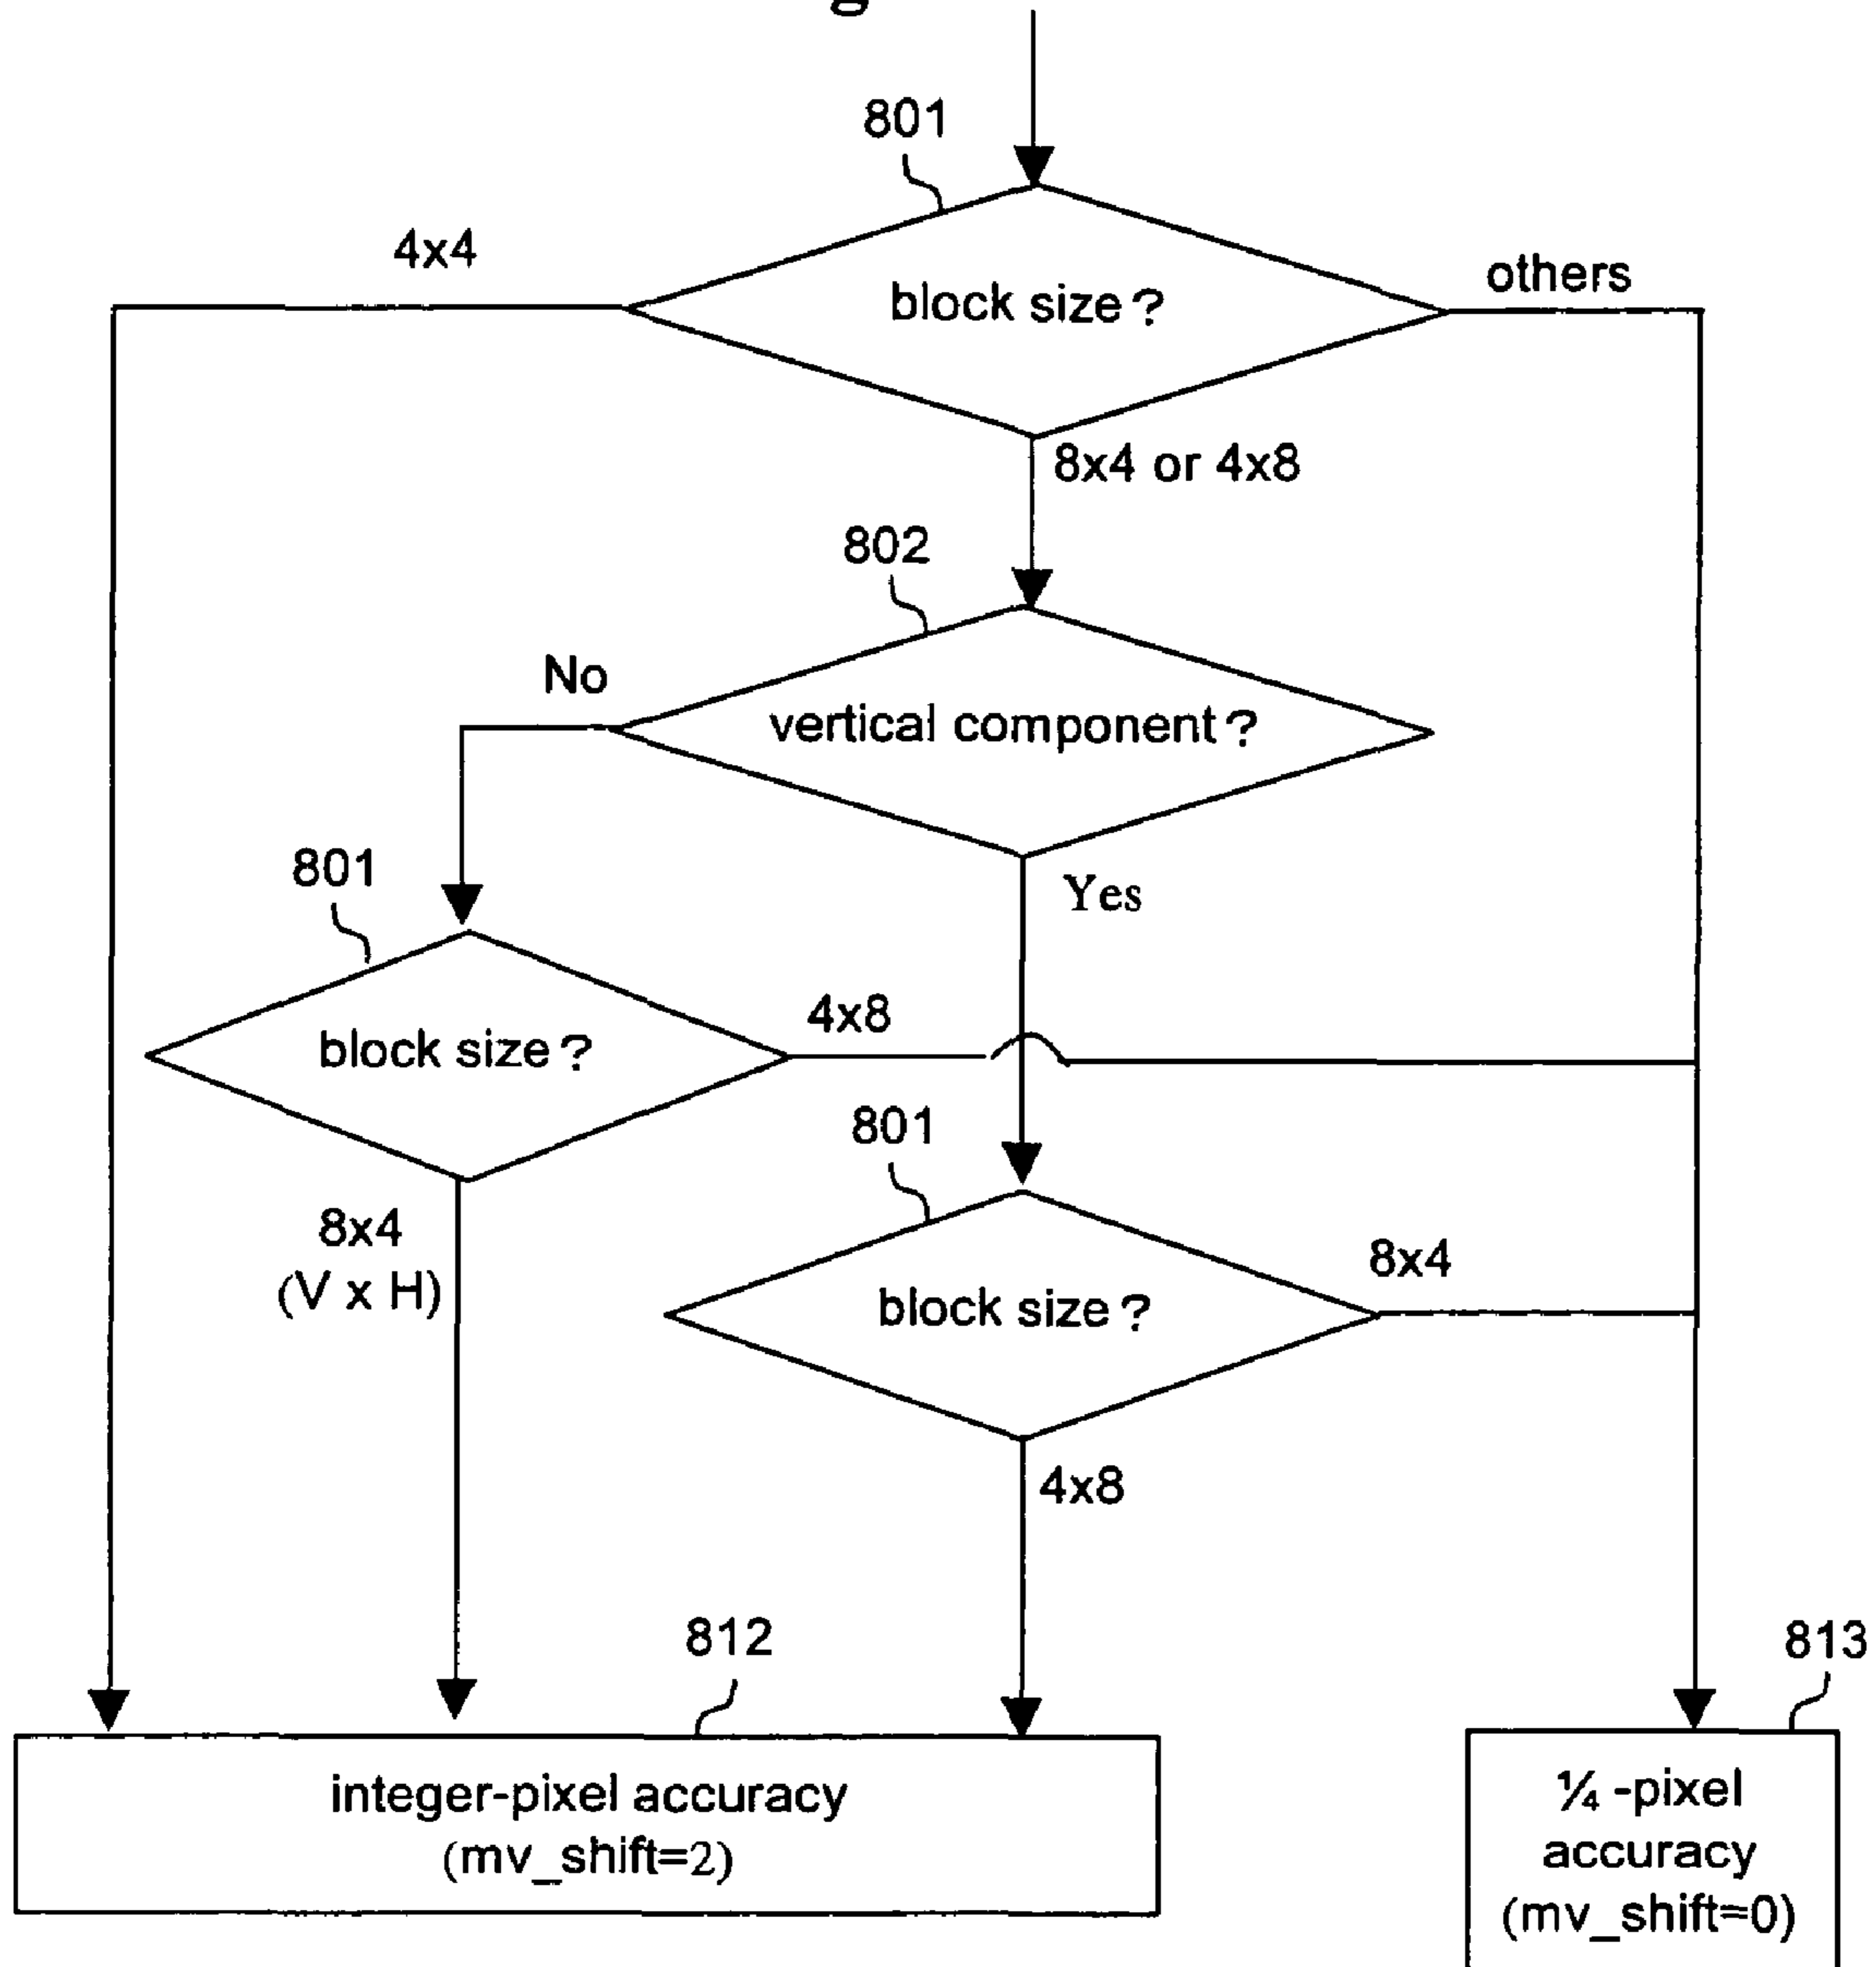 801
4x4
block size?
others
8x4 or 4x8
802
No
vertical component?
801
Yes
block size?
4x8
801
8x4
(V x H)
block size?
8x4
4x8
812
813
integer-pixel accuracy
(mv_shift=2)
¼ -pixel
accuracy
(mv_shift=0)